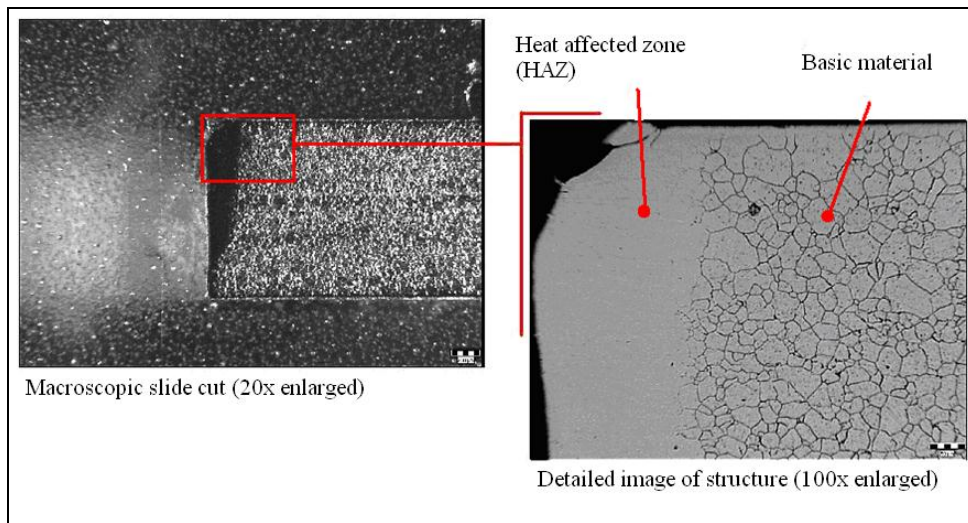 Heat affected zone
(HAZ)
Basic material
Macroscopic slide cut (20x enlarged)
Detailed image of structure (100x enlarged)